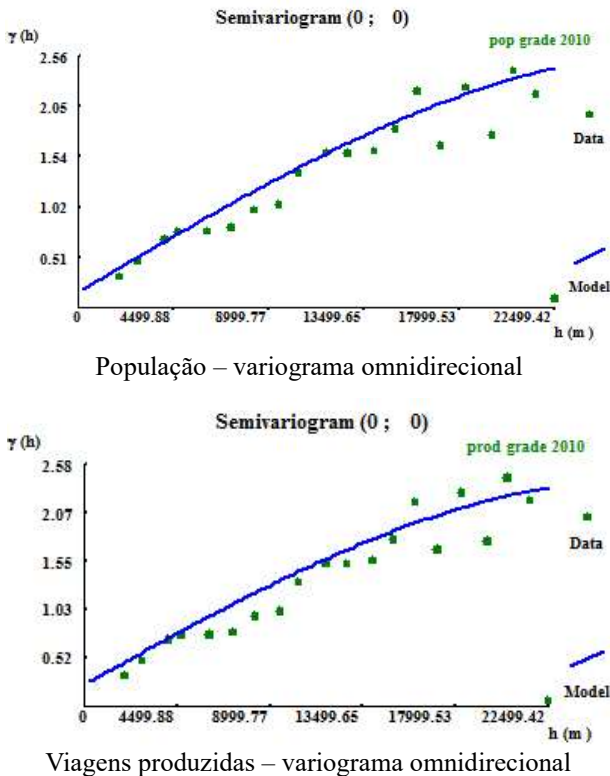 Semivariogram (0 ; 0)
γ (h)
pop grade 2010
2.56
2.05
1.54
1.02
0.51
Data
Model
0 4499.88 8999.77 13499.65 17999.53 22499.42
h (m )
População – variograma omnidirecional
Semivariogram (0 ; 0)
γ (h)
prod grade 2010
2.58
2.07
1.55
1.03
0.52
Data
Model
0 4499.88 8999.77 13499.65 17999.53 22499.42
h (m )
Viagens produzidas – variograma omnidirecional